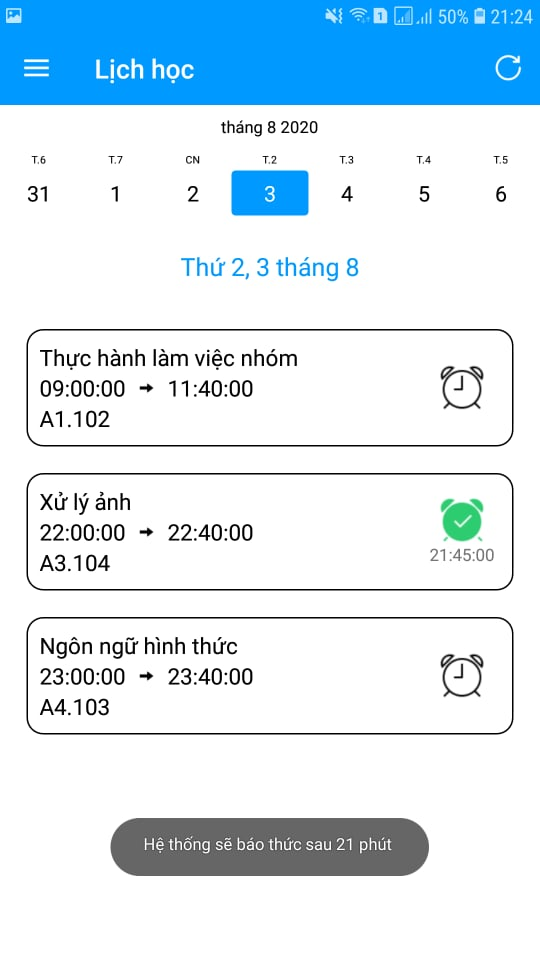 50% 21:24
Lịch học
tháng 8 2020
T.6 T.7 CN T.2 T.3 T.4 T.5
31 1 2 3 4 5 6
Thứ 2, 3 tháng 8
Thực hành làm việc nhóm
09:00:00 → 11:40:00
A1.102
Xử lý ảnh
22:00:00 → 22:40:00
21:45:00
A3.104
Ngôn ngữ hình thức
23:00:00 → 23:40:00
A4.103
Hệ thống sẽ báo thức sau 21 phút